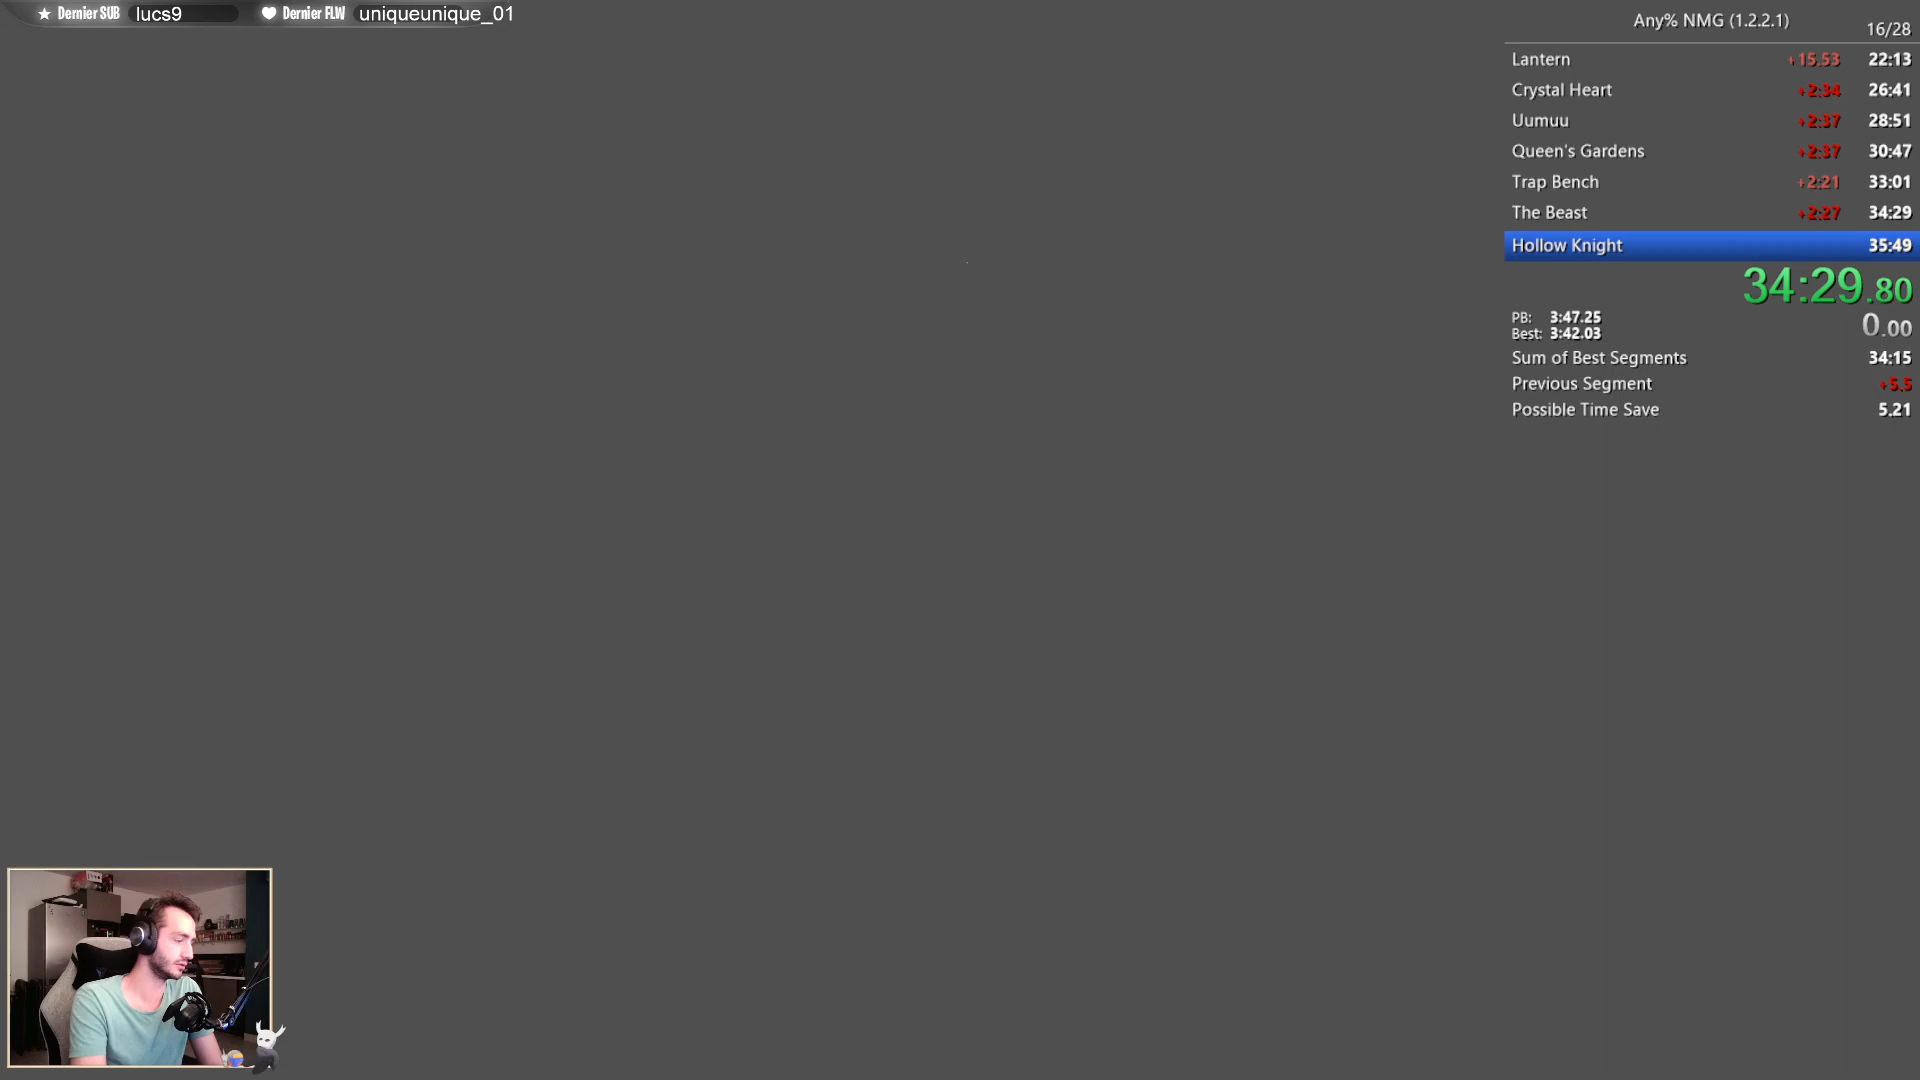 Dernier SUB lucs9 Dernier FLW uniqueunique_01
Any% NMG (1.2.2.1)
16/28
Lantern +15.53 22:13
Crystal Heart +2:34 26:41
Uumuu +2:37 28:51
Queen's Gardens +2:37 30:47
Trap Bench +2:21 33:01
The Beast +2:27 34:29
Hollow Knight 35:49
34:29.80
PB: 3:47.25
Best: 3:42.03
0.00
Sum of Best Segments 34:15
Previous Segment +5.5
Possible Time Save 5.21